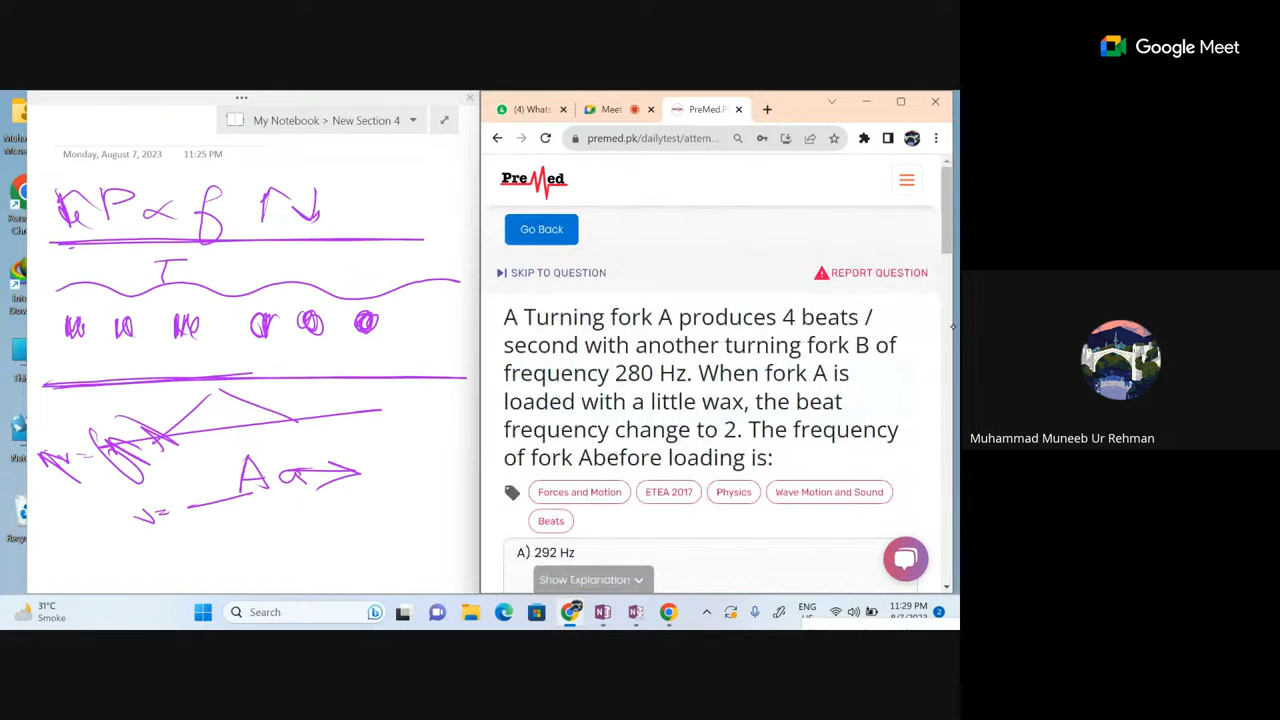 Google Meet
My Notebook > New Section 4
Monday, August 7, 2023 11:25 PM
P ∝ f
T
A
v =
(4) Whats
Meet
PreMed.P
premed.pk/dailytest/attem...
PreMed
Go Back
SKIP TO QUESTION
REPORT QUESTION
A Turning fork A produces 4 beats /
second with another turning fork B of
frequency 280 Hz. When fork A is
loaded with a little wax, the beat
frequency change to 2. The frequency
of fork Abefore loading is:
Forces and Motion
ETEA 2017
Physics
Wave Motion and Sound
Beats
A) 292 Hz
Show Explanation
Muhammad Muneeb Ur Rehman
31°C
Smoke
Search
ENG
11:29 PM
8/7/2023
2